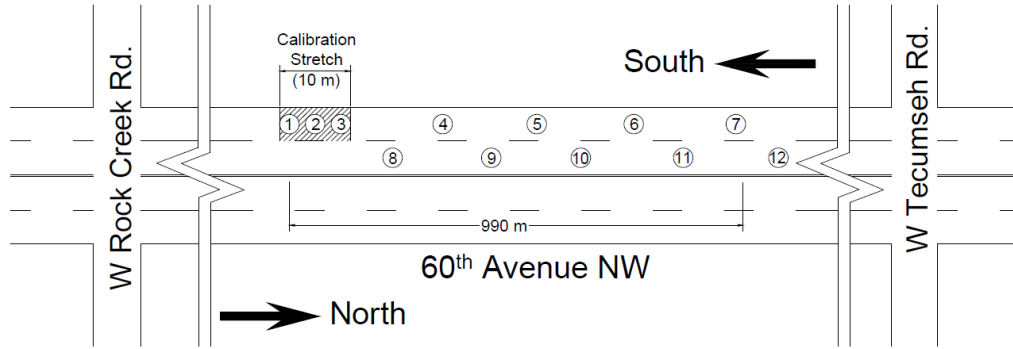 Calibration
Stretch
(10 m)
South
W Rock Creek Rd.
W Tecumseh Rd.
1 2 3 4 5 6 7
8 9 10 11 12
990 m
60th Avenue NW
North